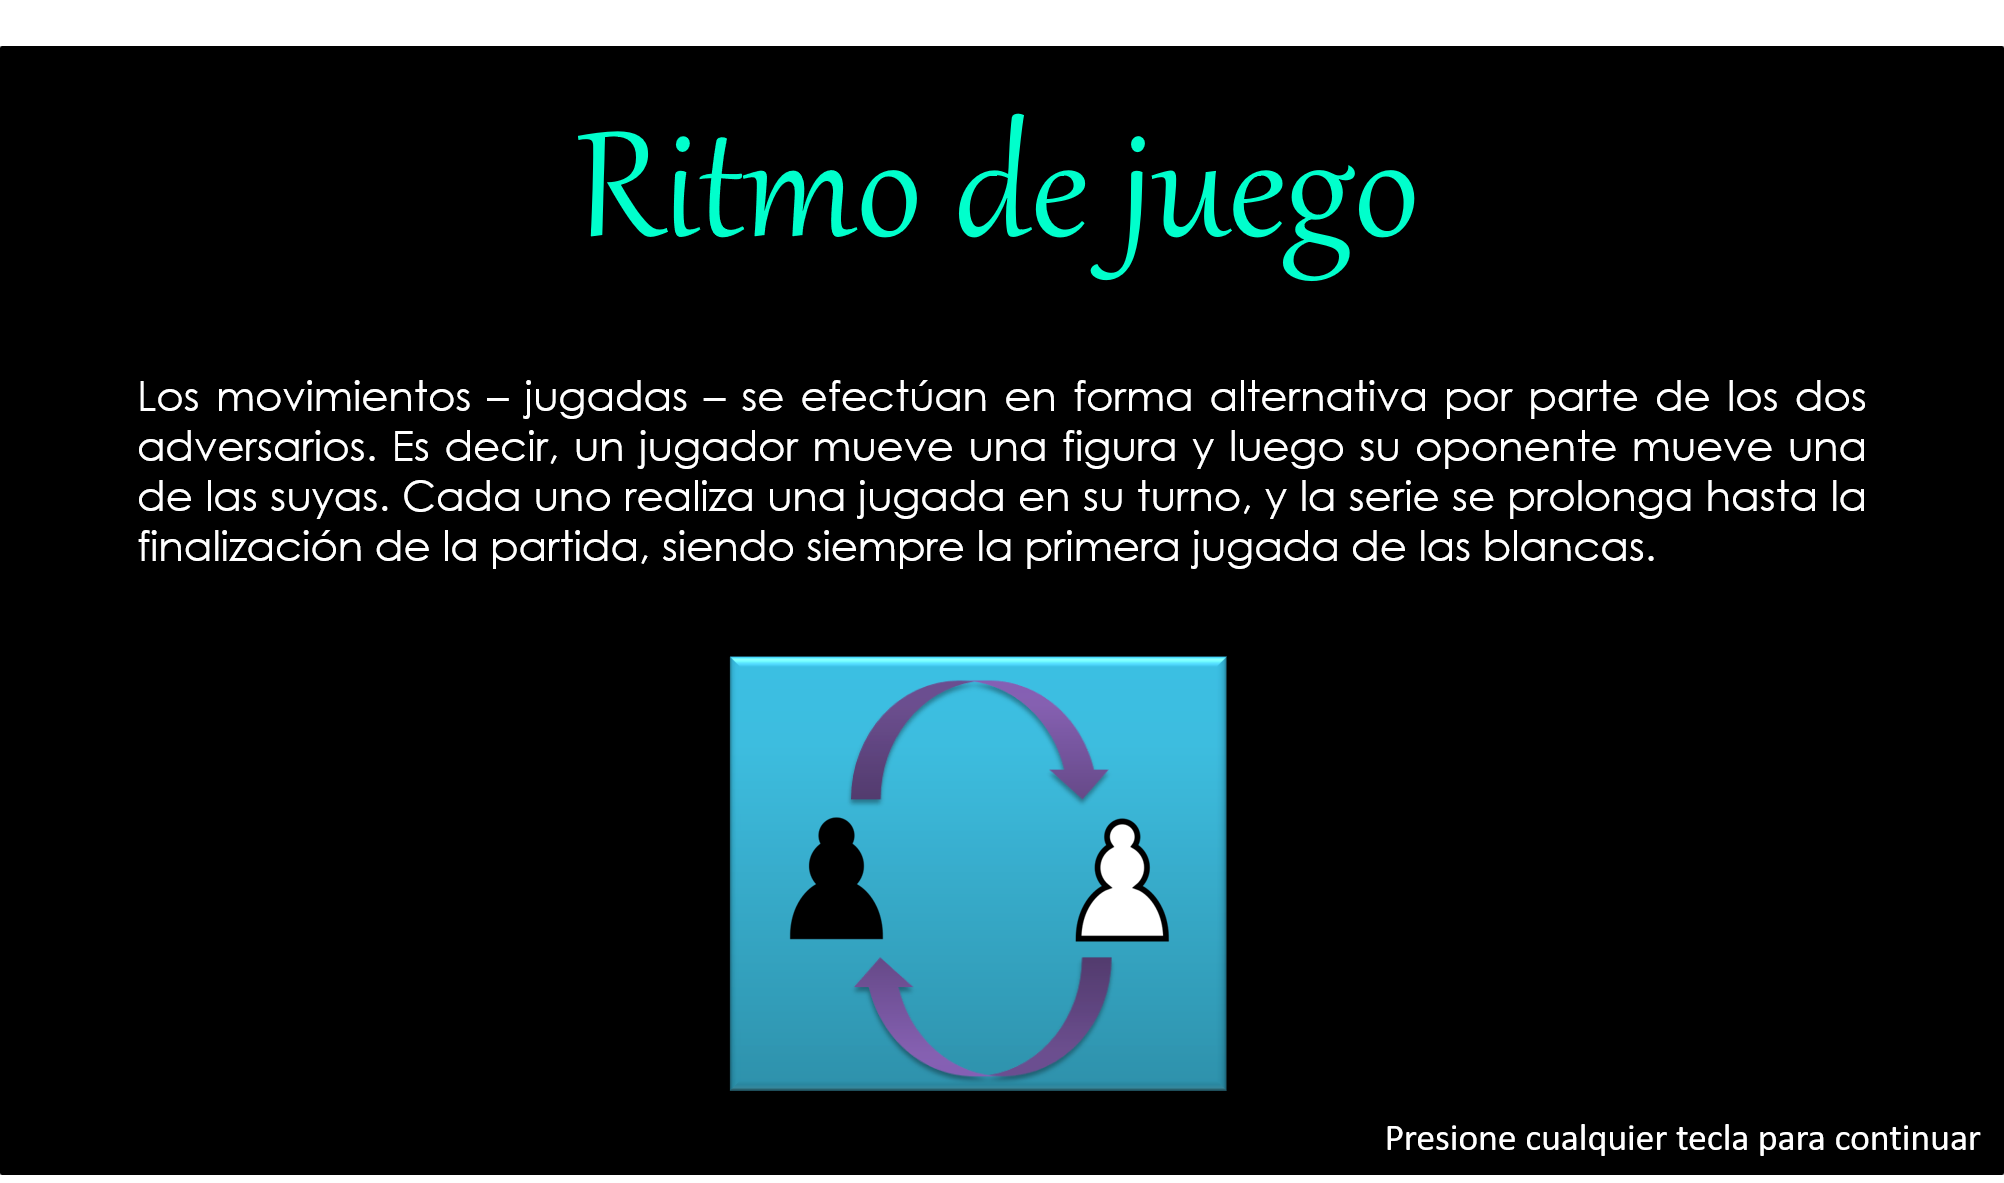 Ritmo de juego
Los movimientos – jugadas – se efectúan en forma alternativa por parte de los dos
adversarios. Es decir, un jugador mueve una figura y luego su oponente mueve una
de las suyas. Cada uno realiza una jugada en su turno, y la serie se prolonga hasta la
finalización de la partida, siendo siempre la primera jugada de las blancas.
Presione cualquier tecla para continuar